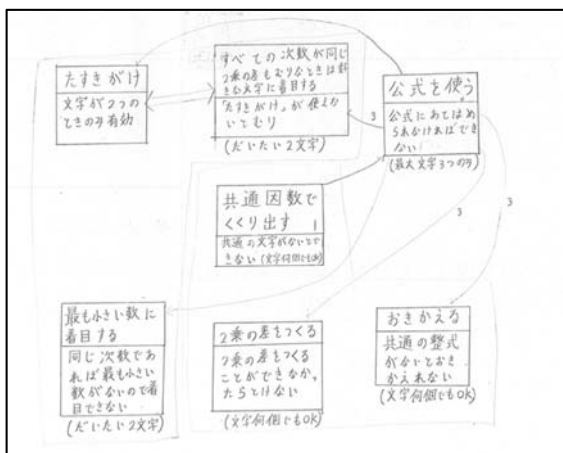 たすきがけ
文字が2つの
ときのみ有効
すべての次数が同じ
2乗の差もむりなときは好
きな文字に着目する
「たすきがけ」が使えな
いとむり
(だいたい2文字)
公式を使う
公式にあてはめ
られなければでき
ない
(最大文字3つのみ)
3
共通因数で
くくり出す 1
共通の文字がないとで
きない(文字何個でもok)
3
3
最も小さい数に
着目する
同じ次数であ
れば最も小さい
数がないので着
目できない
(だいたい2文字)
2乗の差をつくる
2乗の差をつくる
ことができなかっ
たらとけない
(文字何個でもOK)
おきかえる
共通の整式
がないとおき
かえれない
(文字何個でもOK)